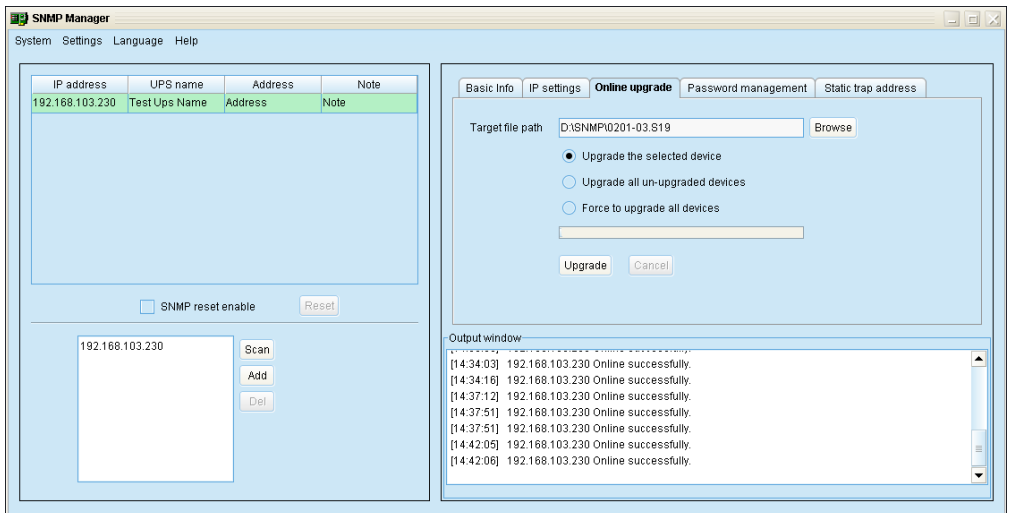 SNMP Manager
System Settings Language Help
IP address UPS name Address Note
192.168.103.230 Test Ups Name Address Note
SNMP reset enable Reset
192.168.103.230
Scan
Add
Del
Basic Info IP settings Online upgrade Password management Static trap address
Target file path D:\SNMP\0201-03.S19 Browse
Upgrade the selected device
Upgrade all un-upgraded devices
Force to upgrade all devices
Upgrade Cancel
Output window
[14:34:03] 192.168.103.230 Online successfully.
[14:34:16] 192.168.103.230 Online successfully.
[14:37:12] 192.168.103.230 Online successfully.
[14:37:51] 192.168.103.230 Online successfully.
[14:37:51] 192.168.103.230 Online successfully.
[14:42:05] 192.168.103.230 Online successfully.
[14:42:06] 192.168.103.230 Online successfully.